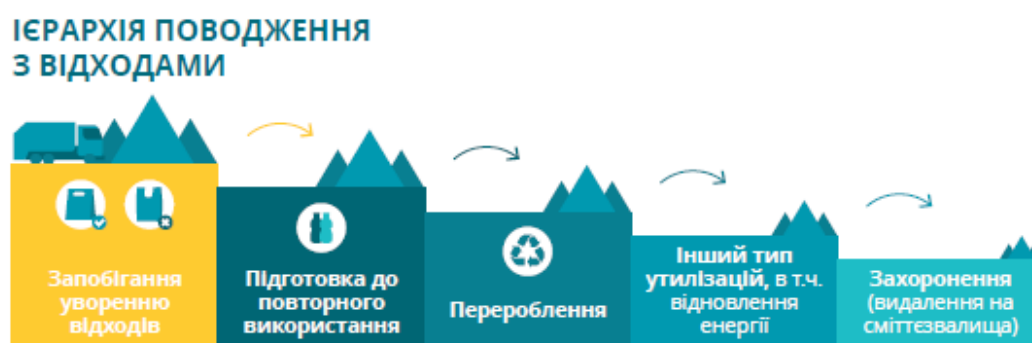 ІЄРАРХІЯ ПОВОДЖЕННЯ
З ВІДХОДАМИ
Запобігання
уворенню
відходів
Підготовка до
повторного
використання
Перероблення
Інший тип
утилізацій, в т.ч.
відновлення
енергії
Захоронення
(видалення на
сміттєзвалища)